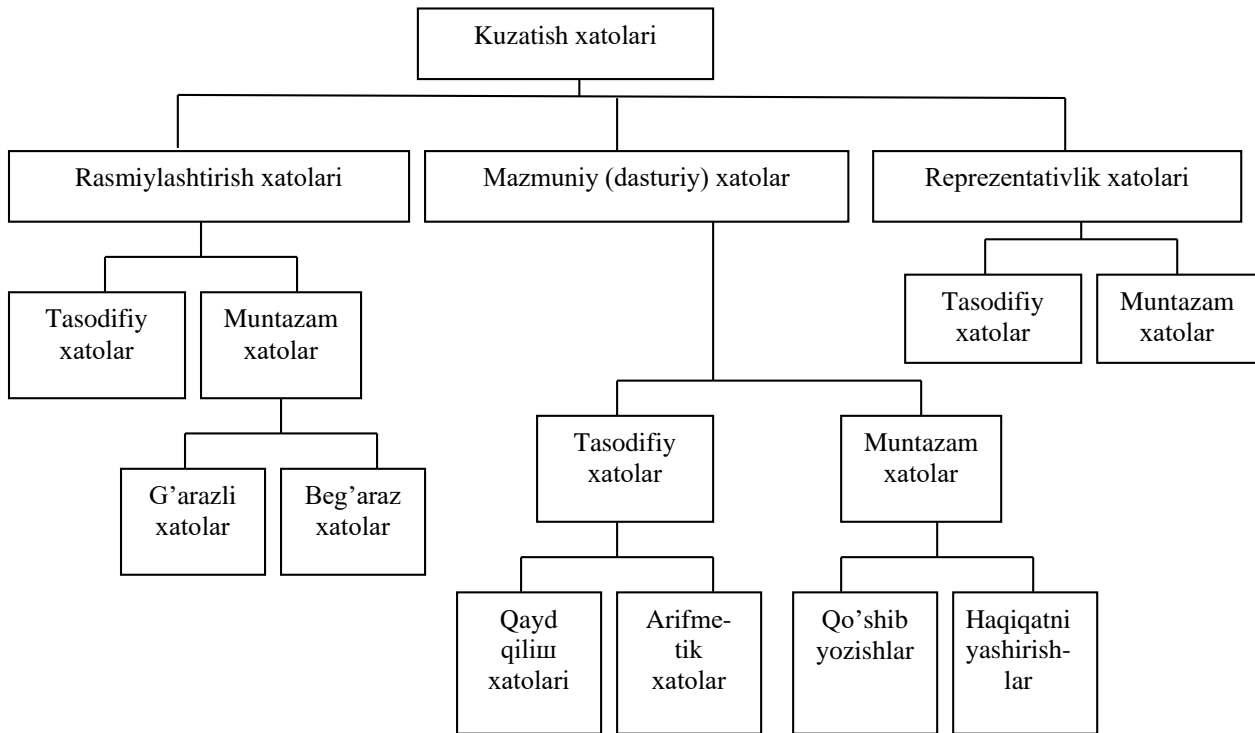 Kuzatish xatolari
Rasmiylashtirish xatolari
Mazmuniy (dasturiy) xatolar
Reprezentativlik xatolari
Tasodifiy
xatolar
Muntazam
xatolar
Tasodifiy
xatolar
Muntazam
xatolar
G’arazli
xatolar
Beg’araz
xatolar
Tasodifiy
xatolar
Muntazam
xatolar
Qayd
qiliш
xatolari
Arifme-
tik
xatolar
Qo’shib
yozishlar
Haqiqatni
yashirish-
lar